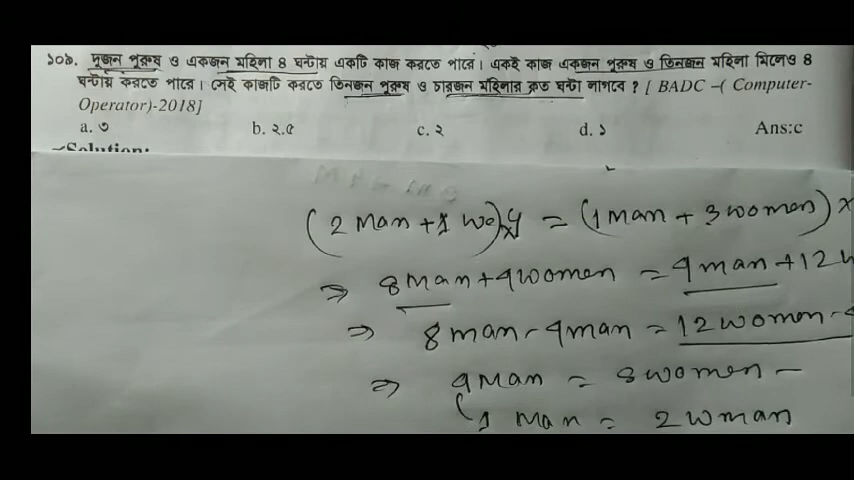 ১০৯. দুজন পুরুষ ও একজন মহিলা ৪ ঘন্টায় একটি কাজ করতে পারে। একই কাজ একজন পুরুষ ও তিনজন মহিলা মিলেও ৪
ঘন্টায় করতে পারে। সেই কাজটি করতে তিনজন পুরুষ ও চারজন মহিলার কত ঘন্টা লাগবে ? [ BADC –( Computer-
Operator)-2018]
a. ৩ b. ২.৫ c. ২ d. ১ Ans:c
Solution:
(2 man + 1 wo) x 4 = (1 man + 3 women) x
⇒ 8 man + 4 women = 4 man + 12 w
⇒ 8 man - 4 man = 12 women - 4
⇒ 4 man = 8 women
1 man = 2 woman